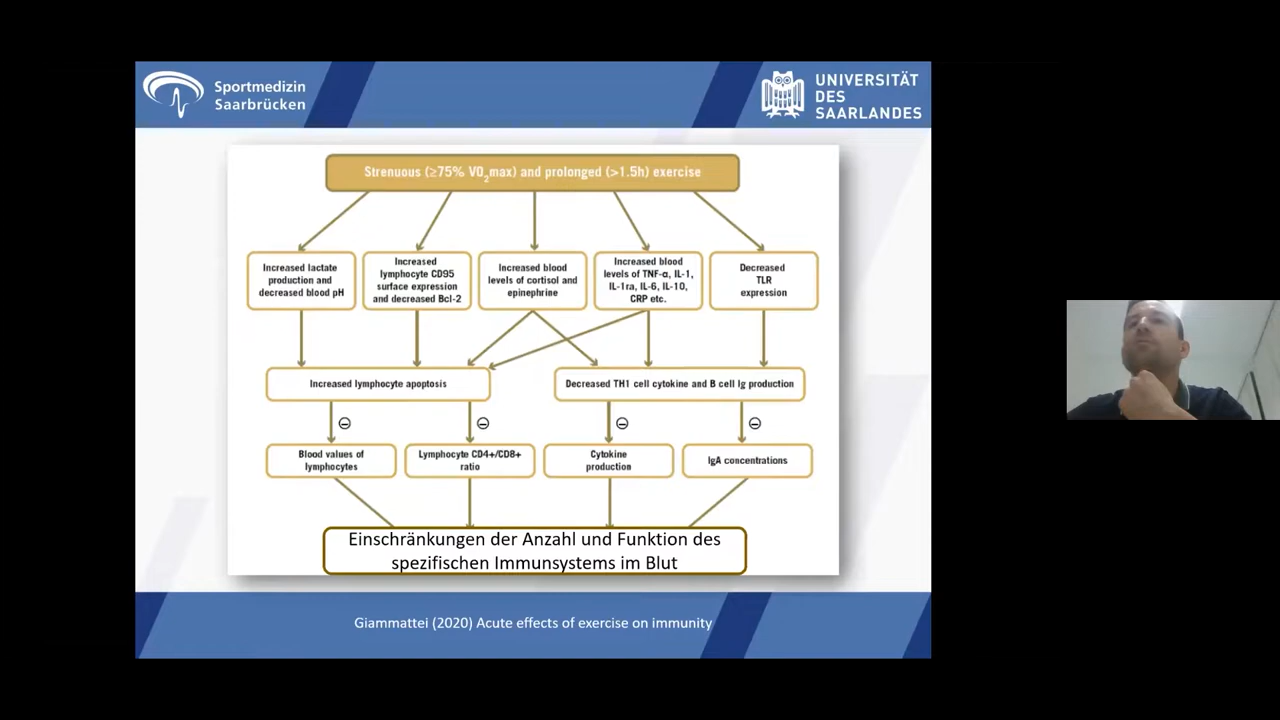 Sportmedizin
Saarbrücken
UNIVERSITÄT
DES
SAARLANDES
Strenuous (≥75% VO2max) and prolonged (>1.5h) exercise
Increased lactate
production and
decreased blood pH
Increased
lymphocyte CD95
surface expression
and decreased Bcl-2
Increased blood
levels of cortisol and
epinephrine
Increased blood
levels of TNF-α, IL-1,
IL-1ra, IL-6, IL-10,
CRP etc.
Decreased
TLR
expression
Increased lymphocyte apoptosis
Decreased TH1 cell cytokine and B cell Ig production
Blood values of
lymphocytes
Lymphocyte CD4+/CD8+
ratio
Cytokine
production
IgA concentrations
Einschränkungen der Anzahl und Funktion des
spezifischen Immunsystems im Blut
Giammattei (2020) Acute effects of exercise on immunity